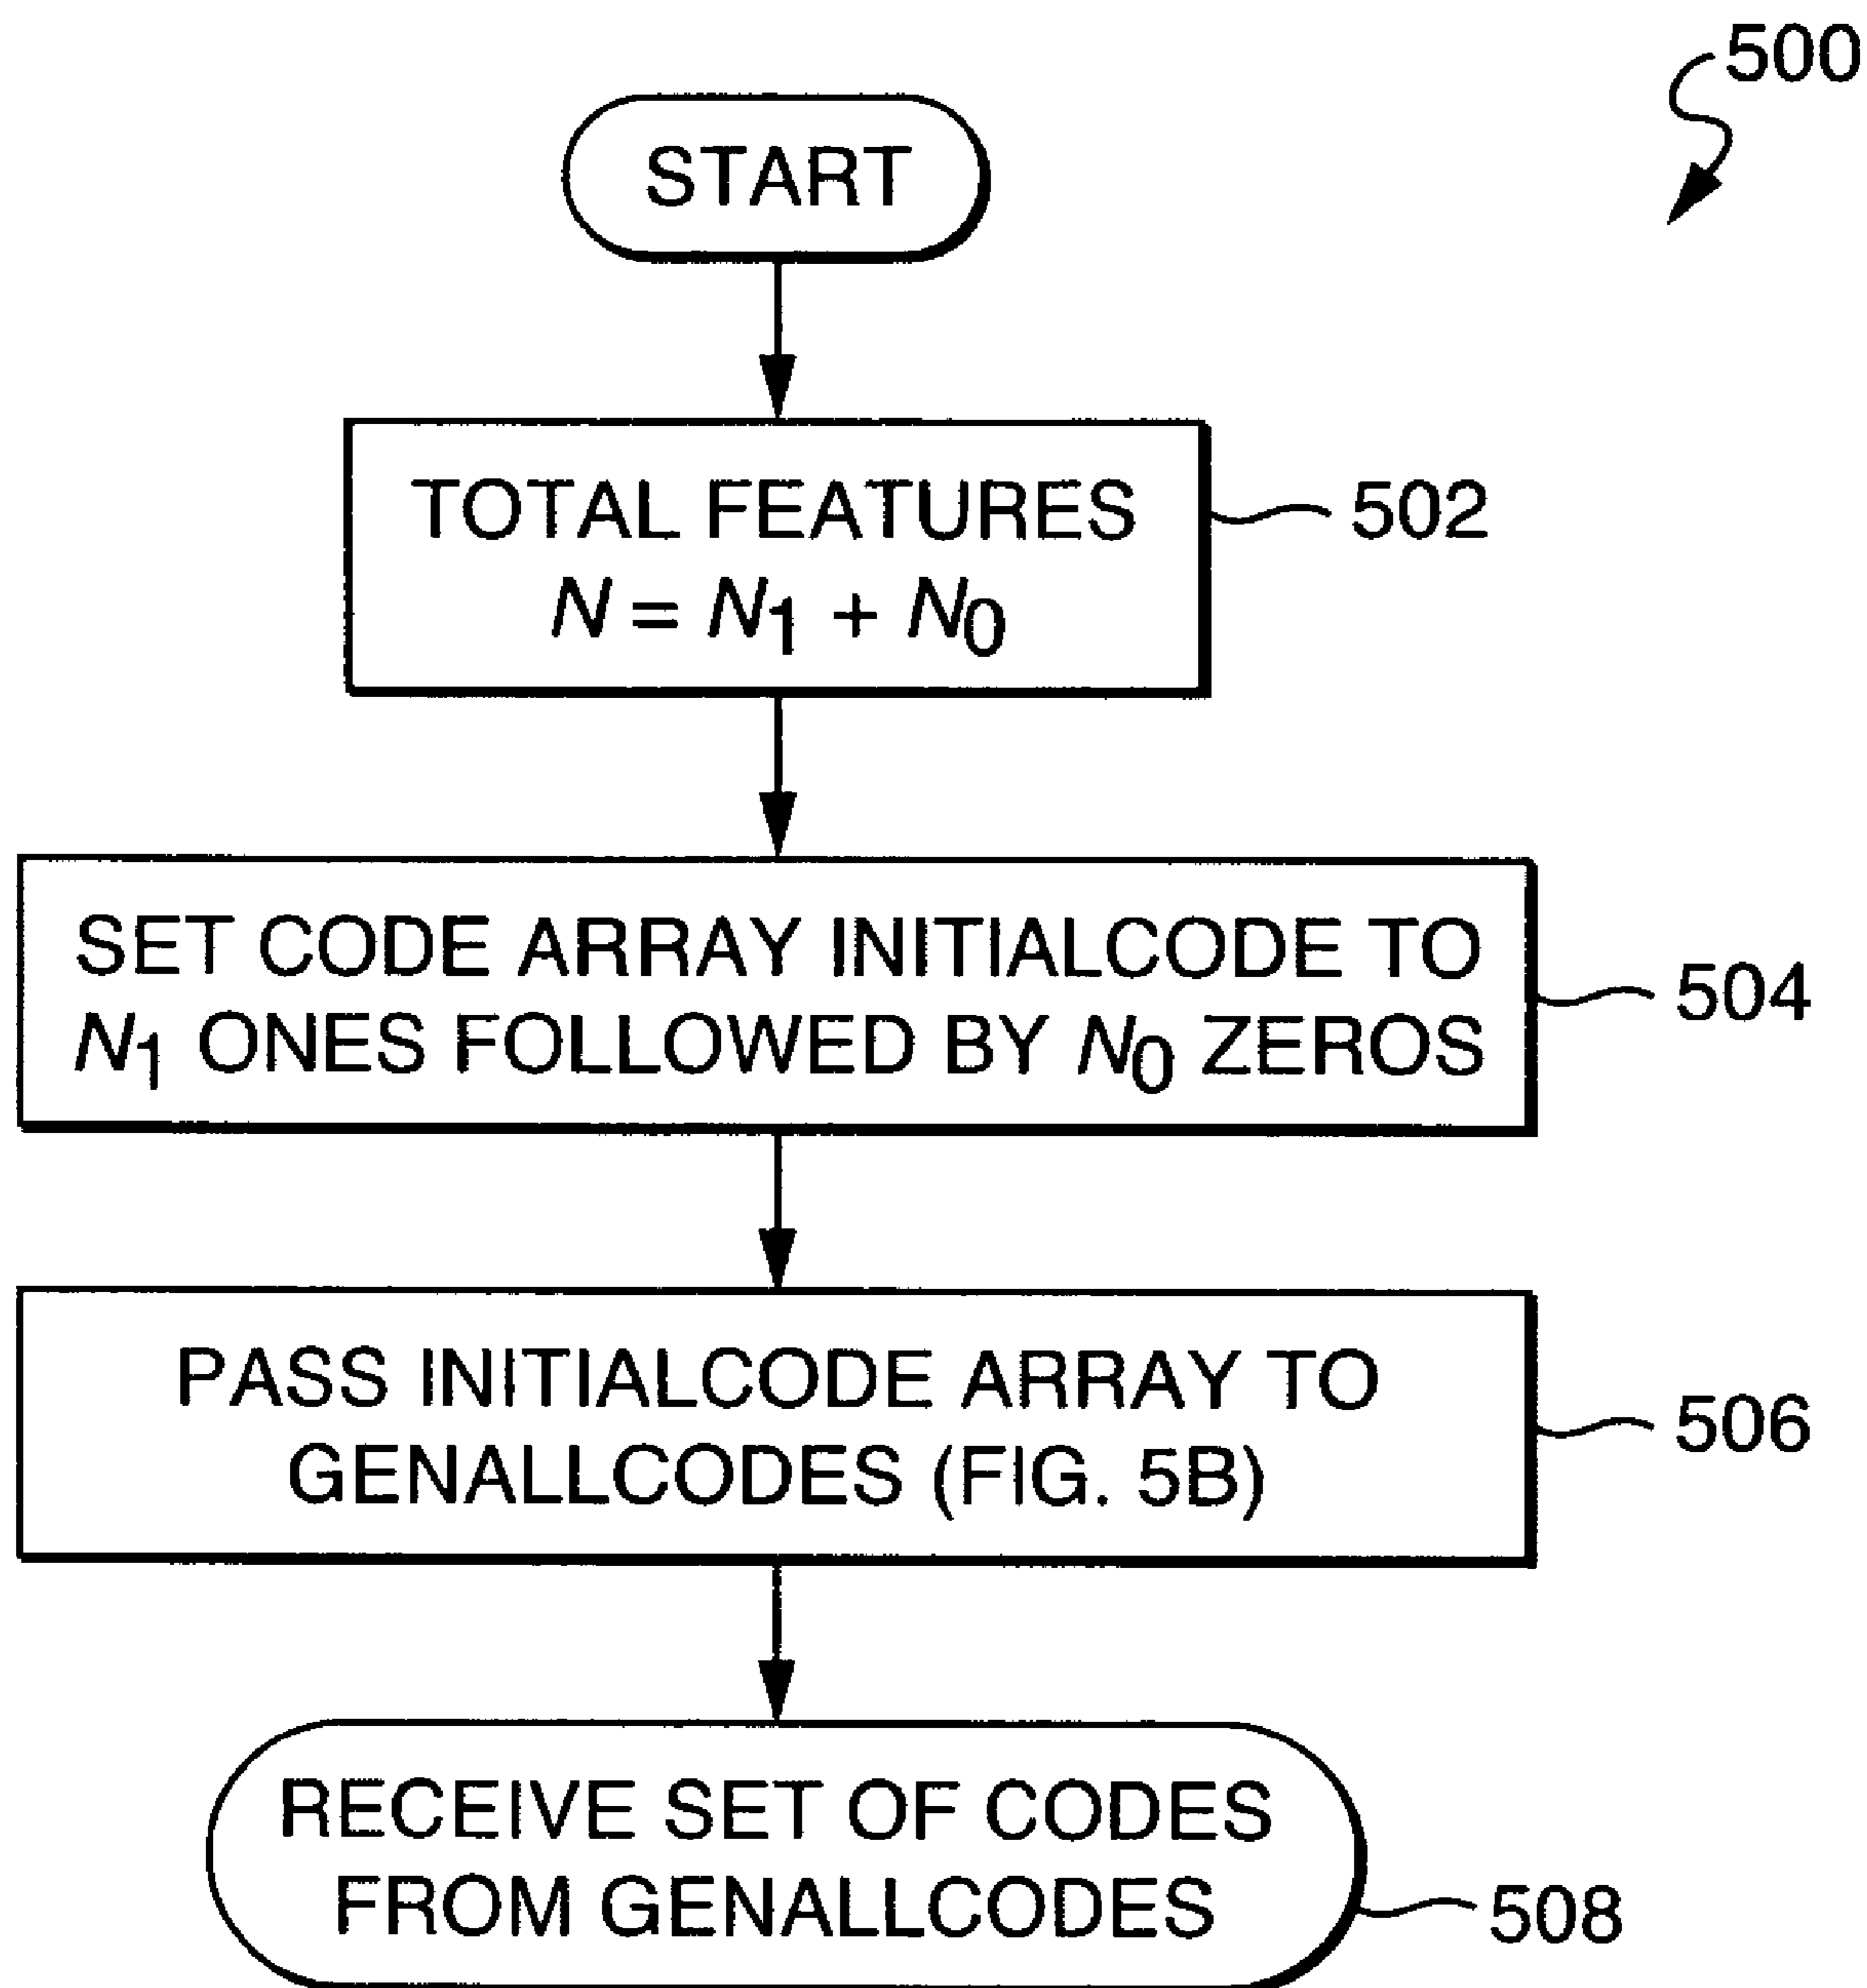 500
START
TOTAL FEATURES
N = N1 + N0
502
SET CODE ARRAY INITIALCODE TO
N1 ONES FOLLOWED BY N0 ZEROS
504
PASS INITIALCODE ARRAY TO
GENALLCODES (FIG. 5B)
506
RECEIVE SET OF CODES
FROM GENALLCODES
508